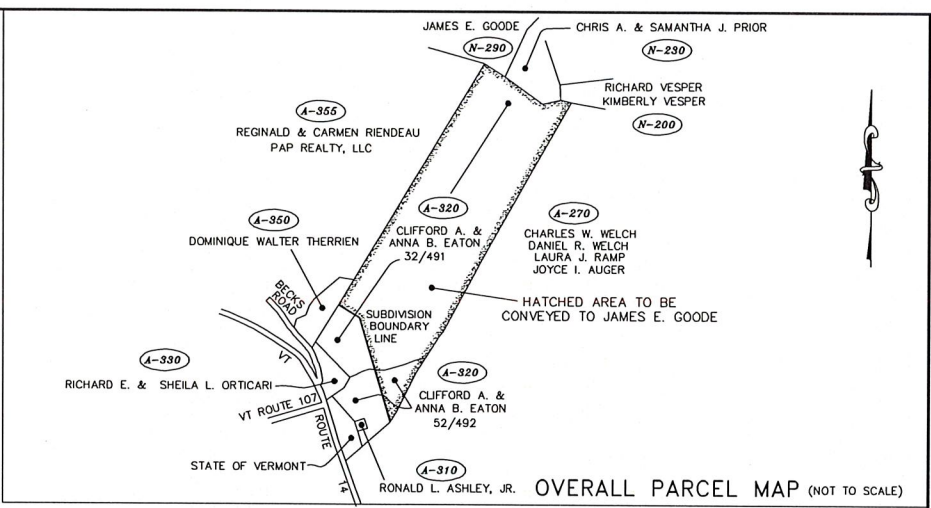 JAMES E. GOODE
CHRIS A. & SAMANTHA J. PRIOR
N-290
N-230
RICHARD VESPER
KIMBERLY VESPER
N-200
A-355
REGINALD & CARMEN RIENDEAU
PAP REALTY, LLC
A-320
CLIFFORD A. &
ANNA B. EATON
32/491
A-270
CHARLES W. WELCH
DANIEL R. WELCH
LAURA J. RAMP
JOYCE I. AUGER
A-350
DOMINIQUE WALTER THERRIEN
HATCHED AREA TO BE
CONVEYED TO JAMES E. GOODE
BECKS
ROAD
SUBDIVISION
BOUNDARY
LINE
VT
A-330
RICHARD E. & SHEILA L. ORTICARI
A-320
CLIFFORD A. &
ANNA B. EATON
52/492
VT ROUTE 107
ROUTE
STATE OF VERMONT
14
A-310
RONALD L. ASHLEY, JR.
OVERALL PARCEL MAP (NOT TO SCALE)